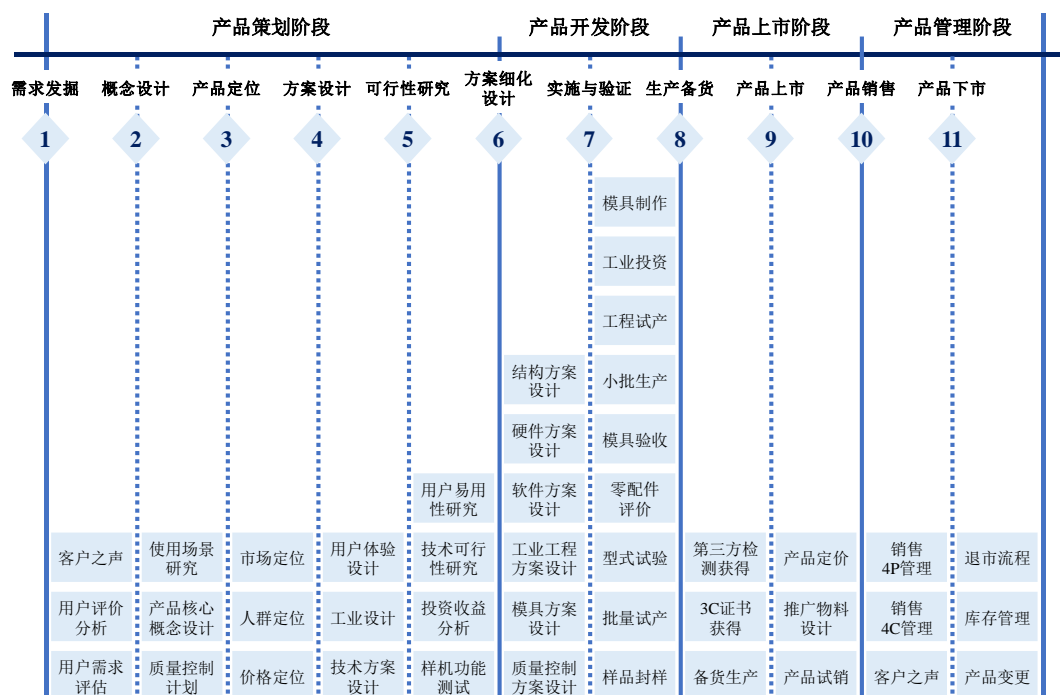 产品策划阶段
产品开发阶段
产品上市阶段
产品管理阶段
需求发掘
概念设计
产品定位
方案设计
可行性研究
方案细化
设计
实施与验证
生产备货
产品上市
产品销售
产品下市
1
2
3
4
5
6
7
8
9
10
11
客户之声
用户评价
分析
用户需求
评估
使用场景
研究
产品核心
概念设计
质量控制
计划
市场定位
人群定位
价格定位
用户体验
设计
工业设计
技术方案
设计
用户易用
性研究
技术可行
性研究
投资收益
分析
样机功能
测试
结构方案
设计
硬件方案
设计
软件方案
设计
工业工程
方案设计
模具方案
设计
质量控制
方案设计
模具制作
工业投资
工程试产
小批生产
模具验收
零配件
评价
型式试验
批量试产
样品封样
第三方检
测获得
3C证书
获得
备货生产
产品定价
推广物料
设计
产品试销
销售
4P管理
销售
4C管理
客户之声
退市流程
库存管理
产品变更